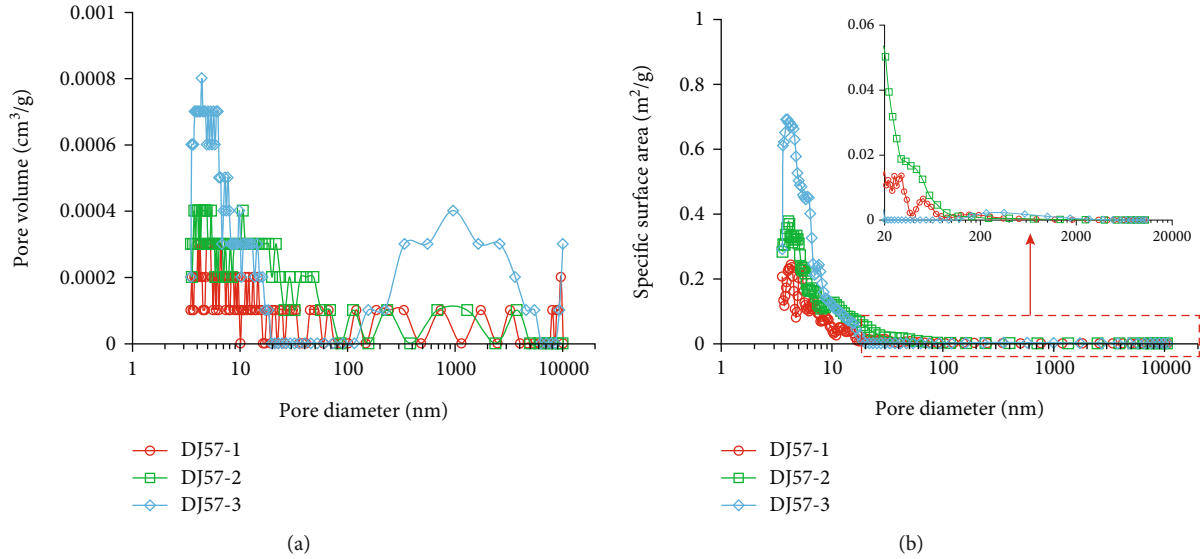 0.001
0.0008
0.0006
0.0004
0.0002
0
Pore volume (cm³/g)
1 10 100 1000 10000
Pore diameter (nm)
DJ57-1
DJ57-2
DJ57-3
(a)
1
0.8
0.6
0.4
0.2
0
Specific surface area (m²/g)
0.06
0.04
0.02
0
20 200 2000 20000
1 10 100 1000 10000
Pore diameter (nm)
DJ57-1
DJ57-2
DJ57-3
(b)